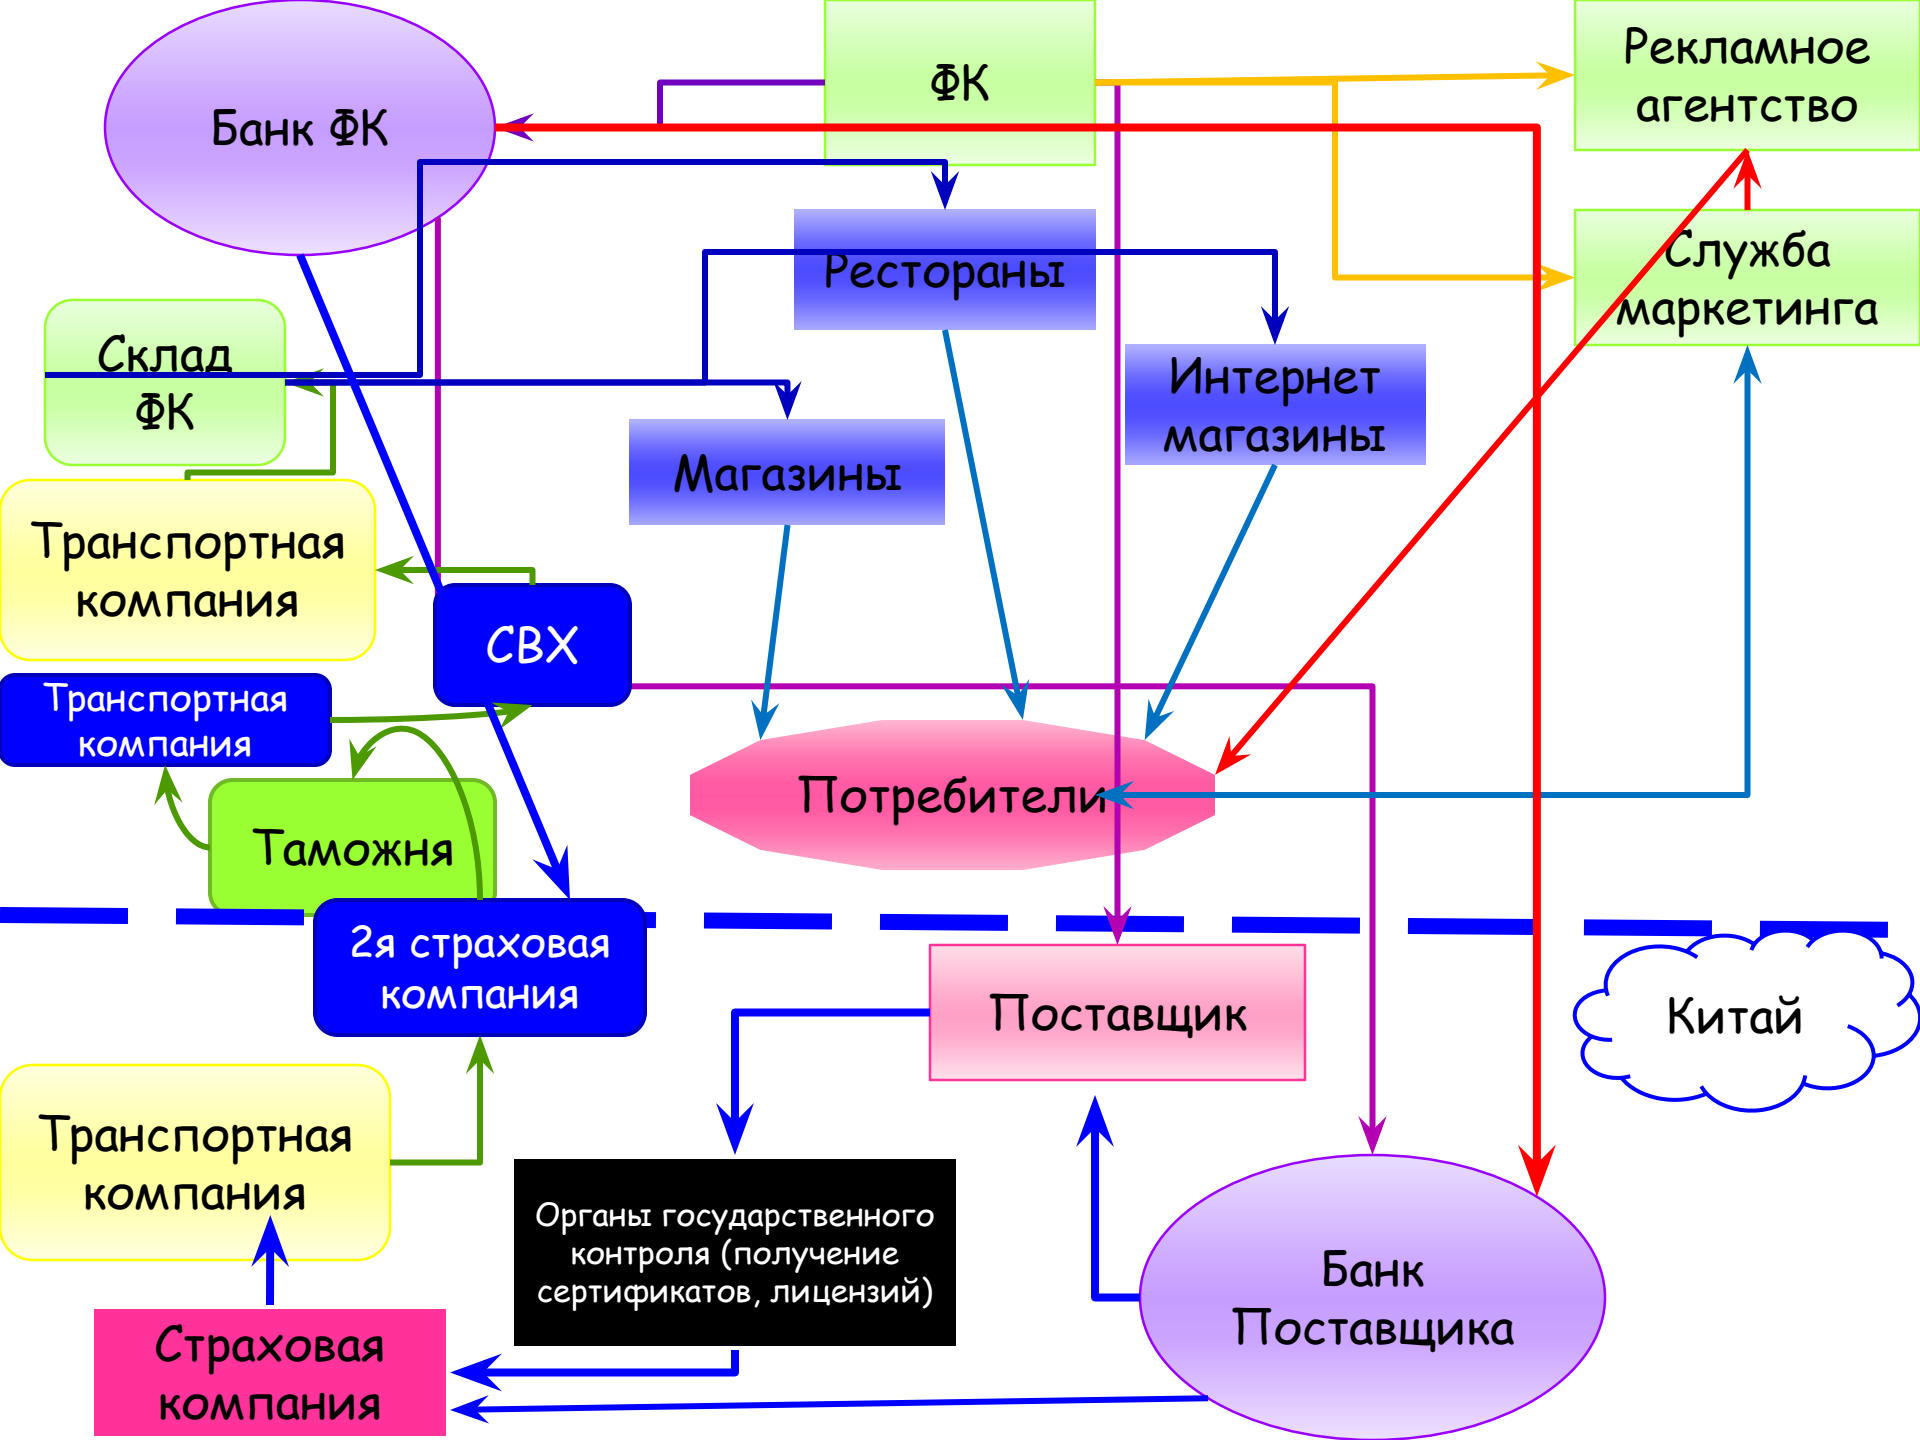 Банк ФК
ФК
Рекламное
агентство
Рестораны
Служба
маркетинга
Склад
ФК
Интернет
магазины
Магазины
Транспортная
компания
СВХ
Транспортная
компания
Потребители
Таможня
2я страховая
компания
Поставщик
Китай
Транспортная
компания
Органы государственного
контроля (получение
сертификатов, лицензий)
Банк
Поставщика
Страховая
компания